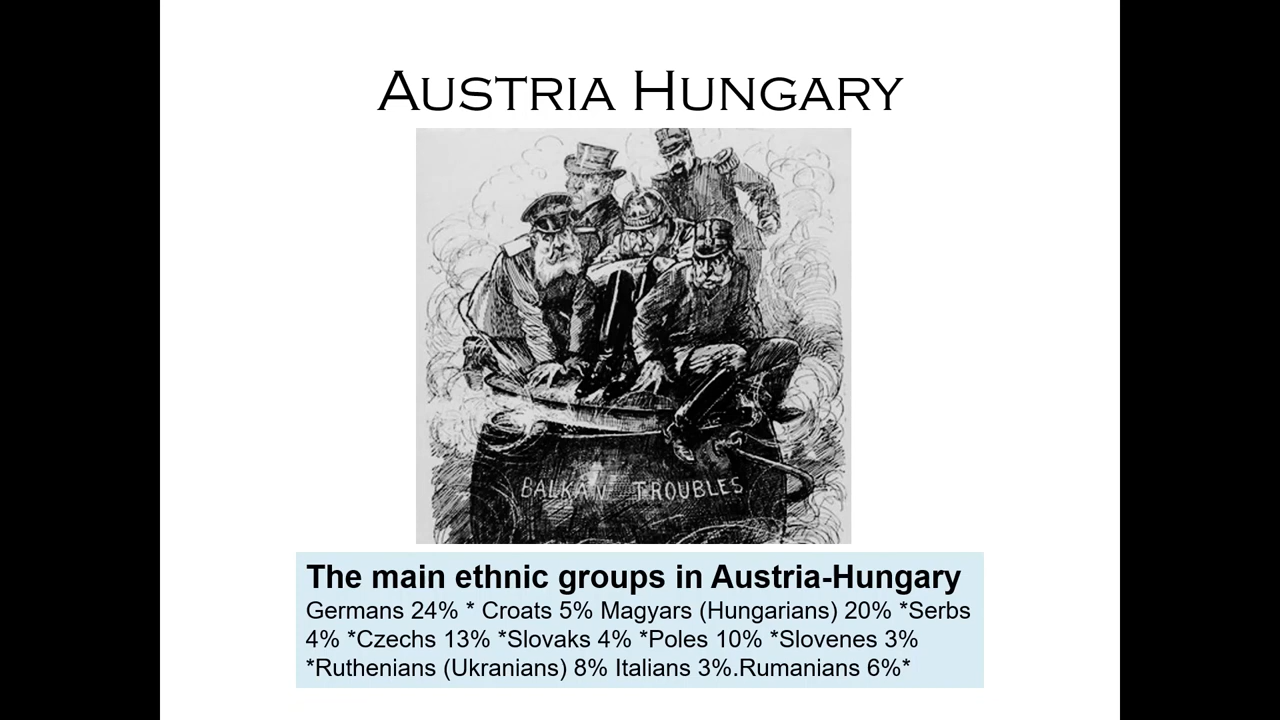 AUSTRIA HUNGARY
BALKAN TROUBLES
The main ethnic groups in Austria-Hungary
Germans 24% * Croats 5% Magyars (Hungarians) 20% *Serbs
4% *Czechs 13% *Slovaks 4% *Poles 10% *Slovenes 3%
*Ruthenians (Ukranians) 8% Italians 3%.Rumanians 6%*